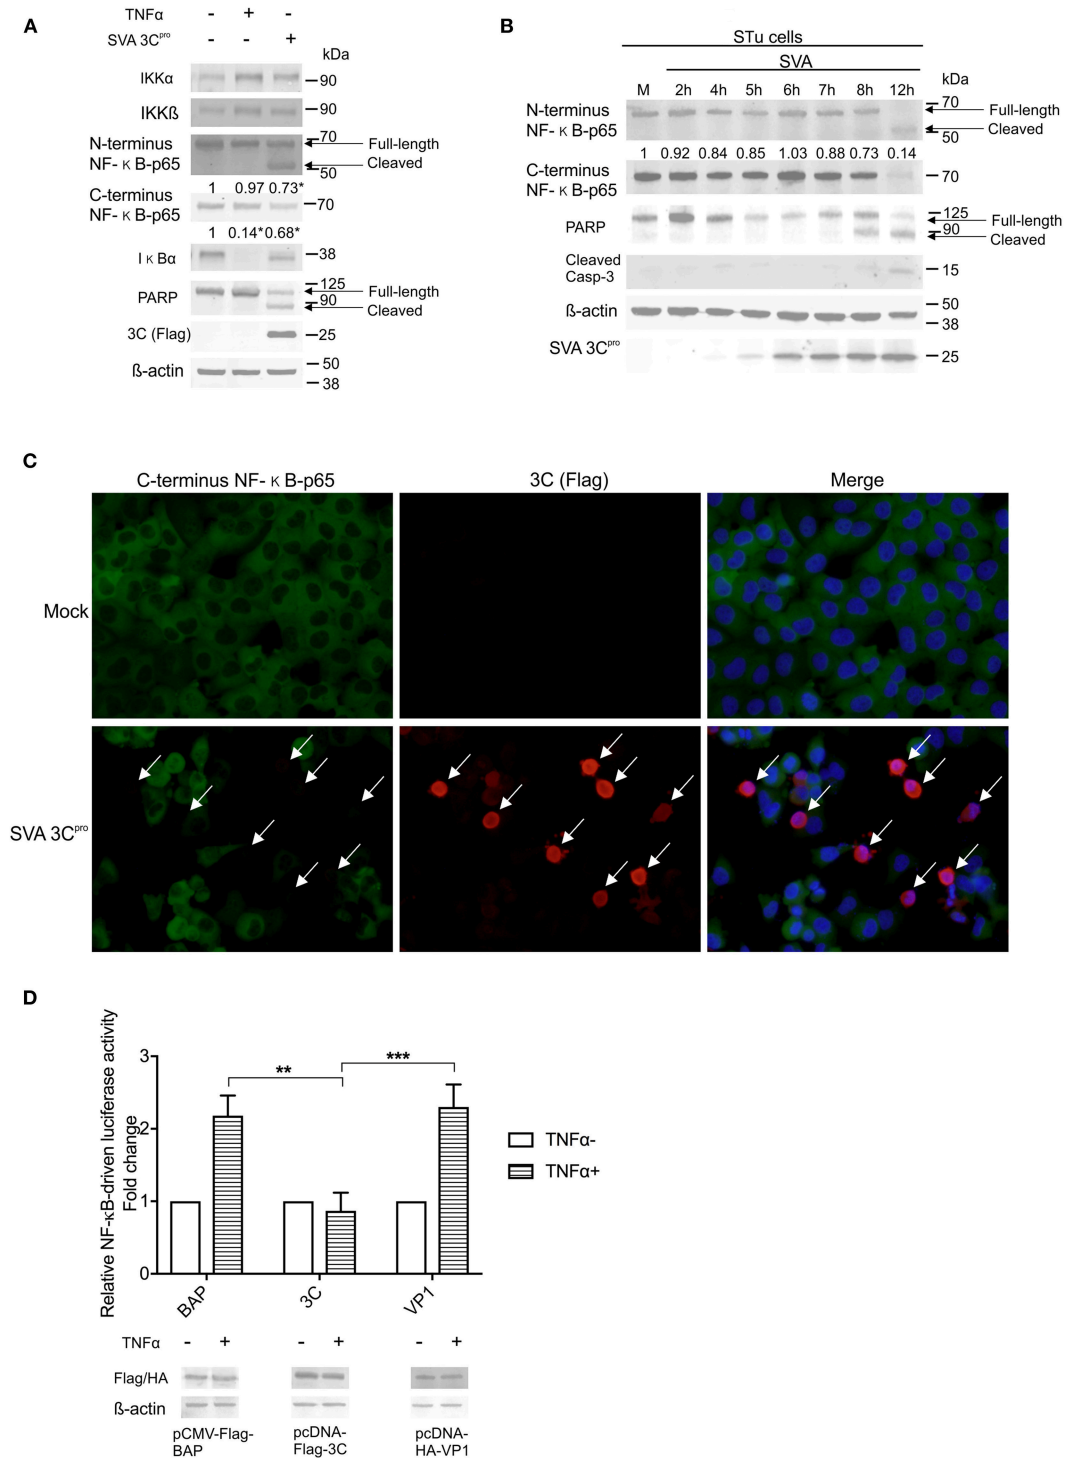 A
TNFα - + -
SVA 3Cpro - - +
kDa
IKKα 90
IKKß 90
N-terminus NF-κB-p65
70 Full-length
50 Cleaved
1 0.97 0.73*
C-terminus NF-κB-p65
70
1 0.14* 0.68*
IκBα 38
PARP
125 Full-length
90 Cleaved
3C (Flag) 25
ß-actin
50
38
B
STu cells
SVA
M 2h 4h 5h 6h 7h 8h 12h
kDa
N-terminus NF-κB-p65
70 Full-length
50 Cleaved
1 0.92 0.84 0.85 1.03 0.88 0.73 0.14
C-terminus NF-κB-p65
70
PARP
125 Full-length
90 Cleaved
Cleaved Casp-3
15
ß-actin
50
38
SVA 3Cpro
25
C
C-terminus NF-κB-p65
3C (Flag)
Merge
Mock
SVA 3Cpro
D
Relative NF-κB-driven luciferase activity
Fold change
3
2
1
0
**
***
TNFα-
TNFα+
BAP 3C VP1
TNFα - + - + - +
Flag/HA
ß-actin
pCMV-Flag-BAP
pcDNA-Flag-3C
pcDNA-HA-VP1